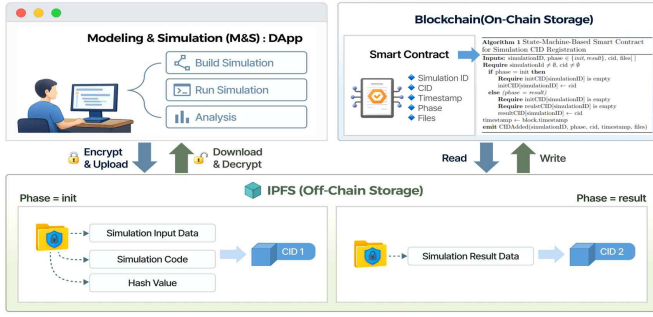 Modeling & Simulation (M&S) : DApp
Build Simulation
Run Simulation
Analysis
Blockchain(On-Chain Storage)
Smart Contract
Simulation ID
CID
Timestamp
Phase
Files
Algorithm 1 State-Machine-Based Smart Contract
for Simulation CID Registration
Inputs: simulationID, phase ∈ {init, result}, cid, files[ ]
Require simulationId ≠ ∅, cid ≠ ∅
if phase = init then
Require initCID[simulationID] is empty
initCID[simulationID] ← cid
else (phase = result)
Require initCID[simulationID] is empty
Require resultCID[simulationID] is empty
resultCID[simulationID] ← cid
timestamp ← block.timestamp
emit CIDAdded(simulationID, phase, cid, timestamp, files)
Encrypt
& Upload
Download
& Decrypt
Read
Write
IPFS (Off-Chain Storage)
Phase = init
Phase = result
Simulation Input Data
Simulation Code
Hash Value
CID 1
Simulation Result Data
CID 2